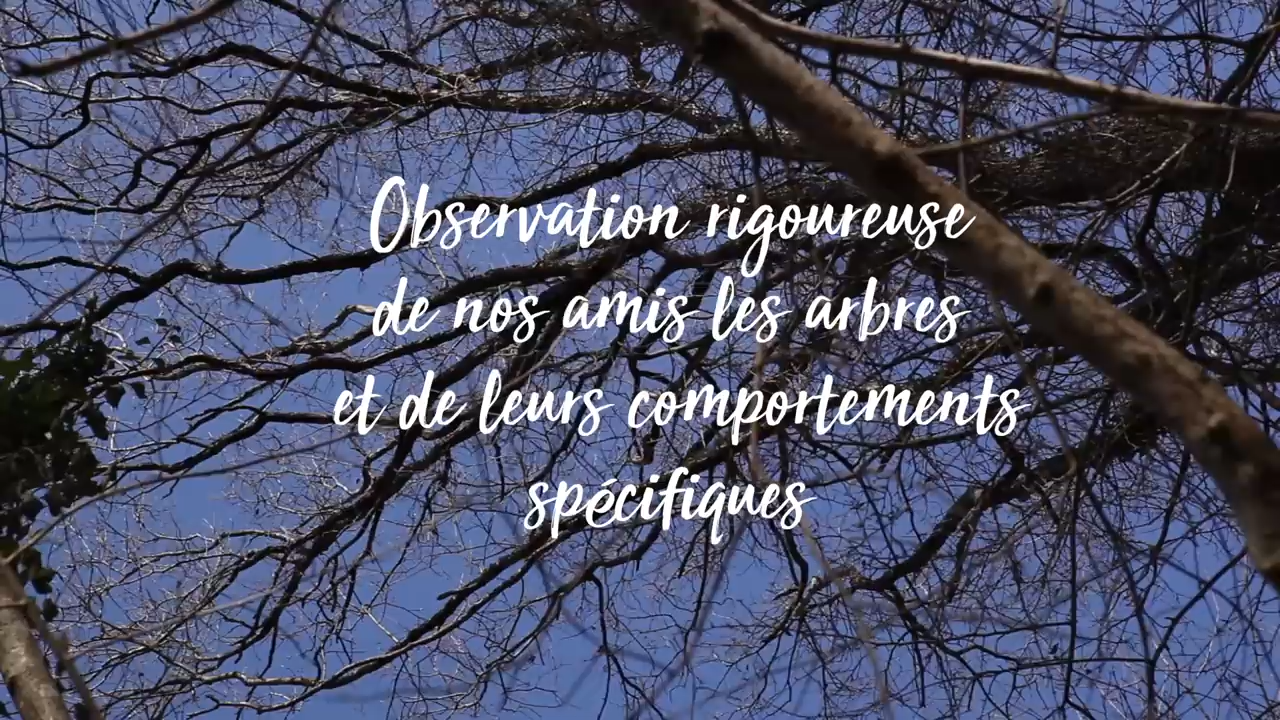 Observation rigoureuse
de nos amis les arbres
et de leurs comportements
spécifiques